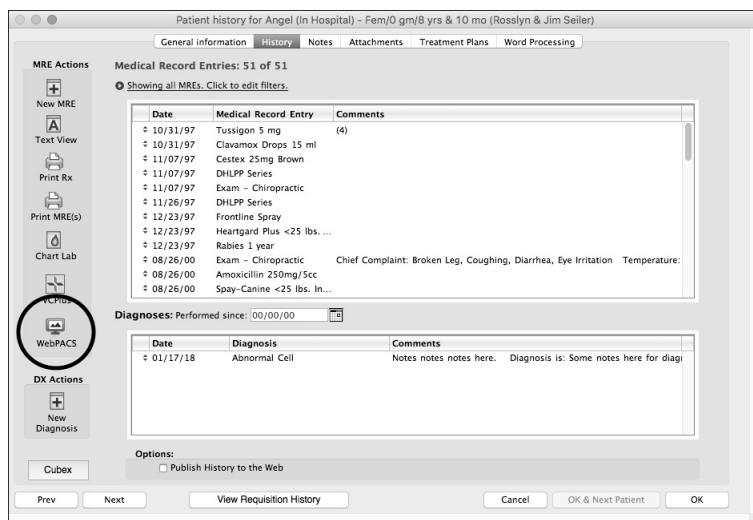 Patient history for Angel (In Hospital) - Fem/0 gm/8 yrs & 10 mo (Rosslyn & Jim Seiler)
General information History Notes Attachments Treatment Plans Word Processing
MRE Actions
New MRE
Text View
Print Rx
Print MRE(s)
Chart Lab
VCPlus
WebPACS
DX Actions
New
Diagnosis
Cubex
Medical Record Entries: 51 of 51
Showing all MREs. Click to edit filters.
Date Medical Record Entry Comments
10/31/97 Tussigon 5 mg (4)
10/31/97 Clavamox Drops 15 ml
11/07/97 Cestex 25mg Brown
11/07/97 DHLPP Series
11/07/97 Exam - Chiropractic
11/26/97 DHLPP Series
12/23/97 Frontline Spray
12/23/97 Heartgard Plus <25 lbs. ...
12/23/97 Rabies 1 year
08/26/00 Exam - Chiropractic Chief Complaint: Broken Leg, Coughing, Diarrhea, Eye Irritation Temperature:
08/26/00 Amoxicillin 250mg/5cc
08/26/00 Spay-Canine <25 lbs. In...
Diagnoses: Performed since: 00/00/00
Date Diagnosis Comments
01/17/18 Abnormal Cell Notes notes notes here. Diagnosis is: Some notes here for diagn
Options:
Publish History to the Web
Prev Next View Requisition History Cancel OK & Next Patient OK